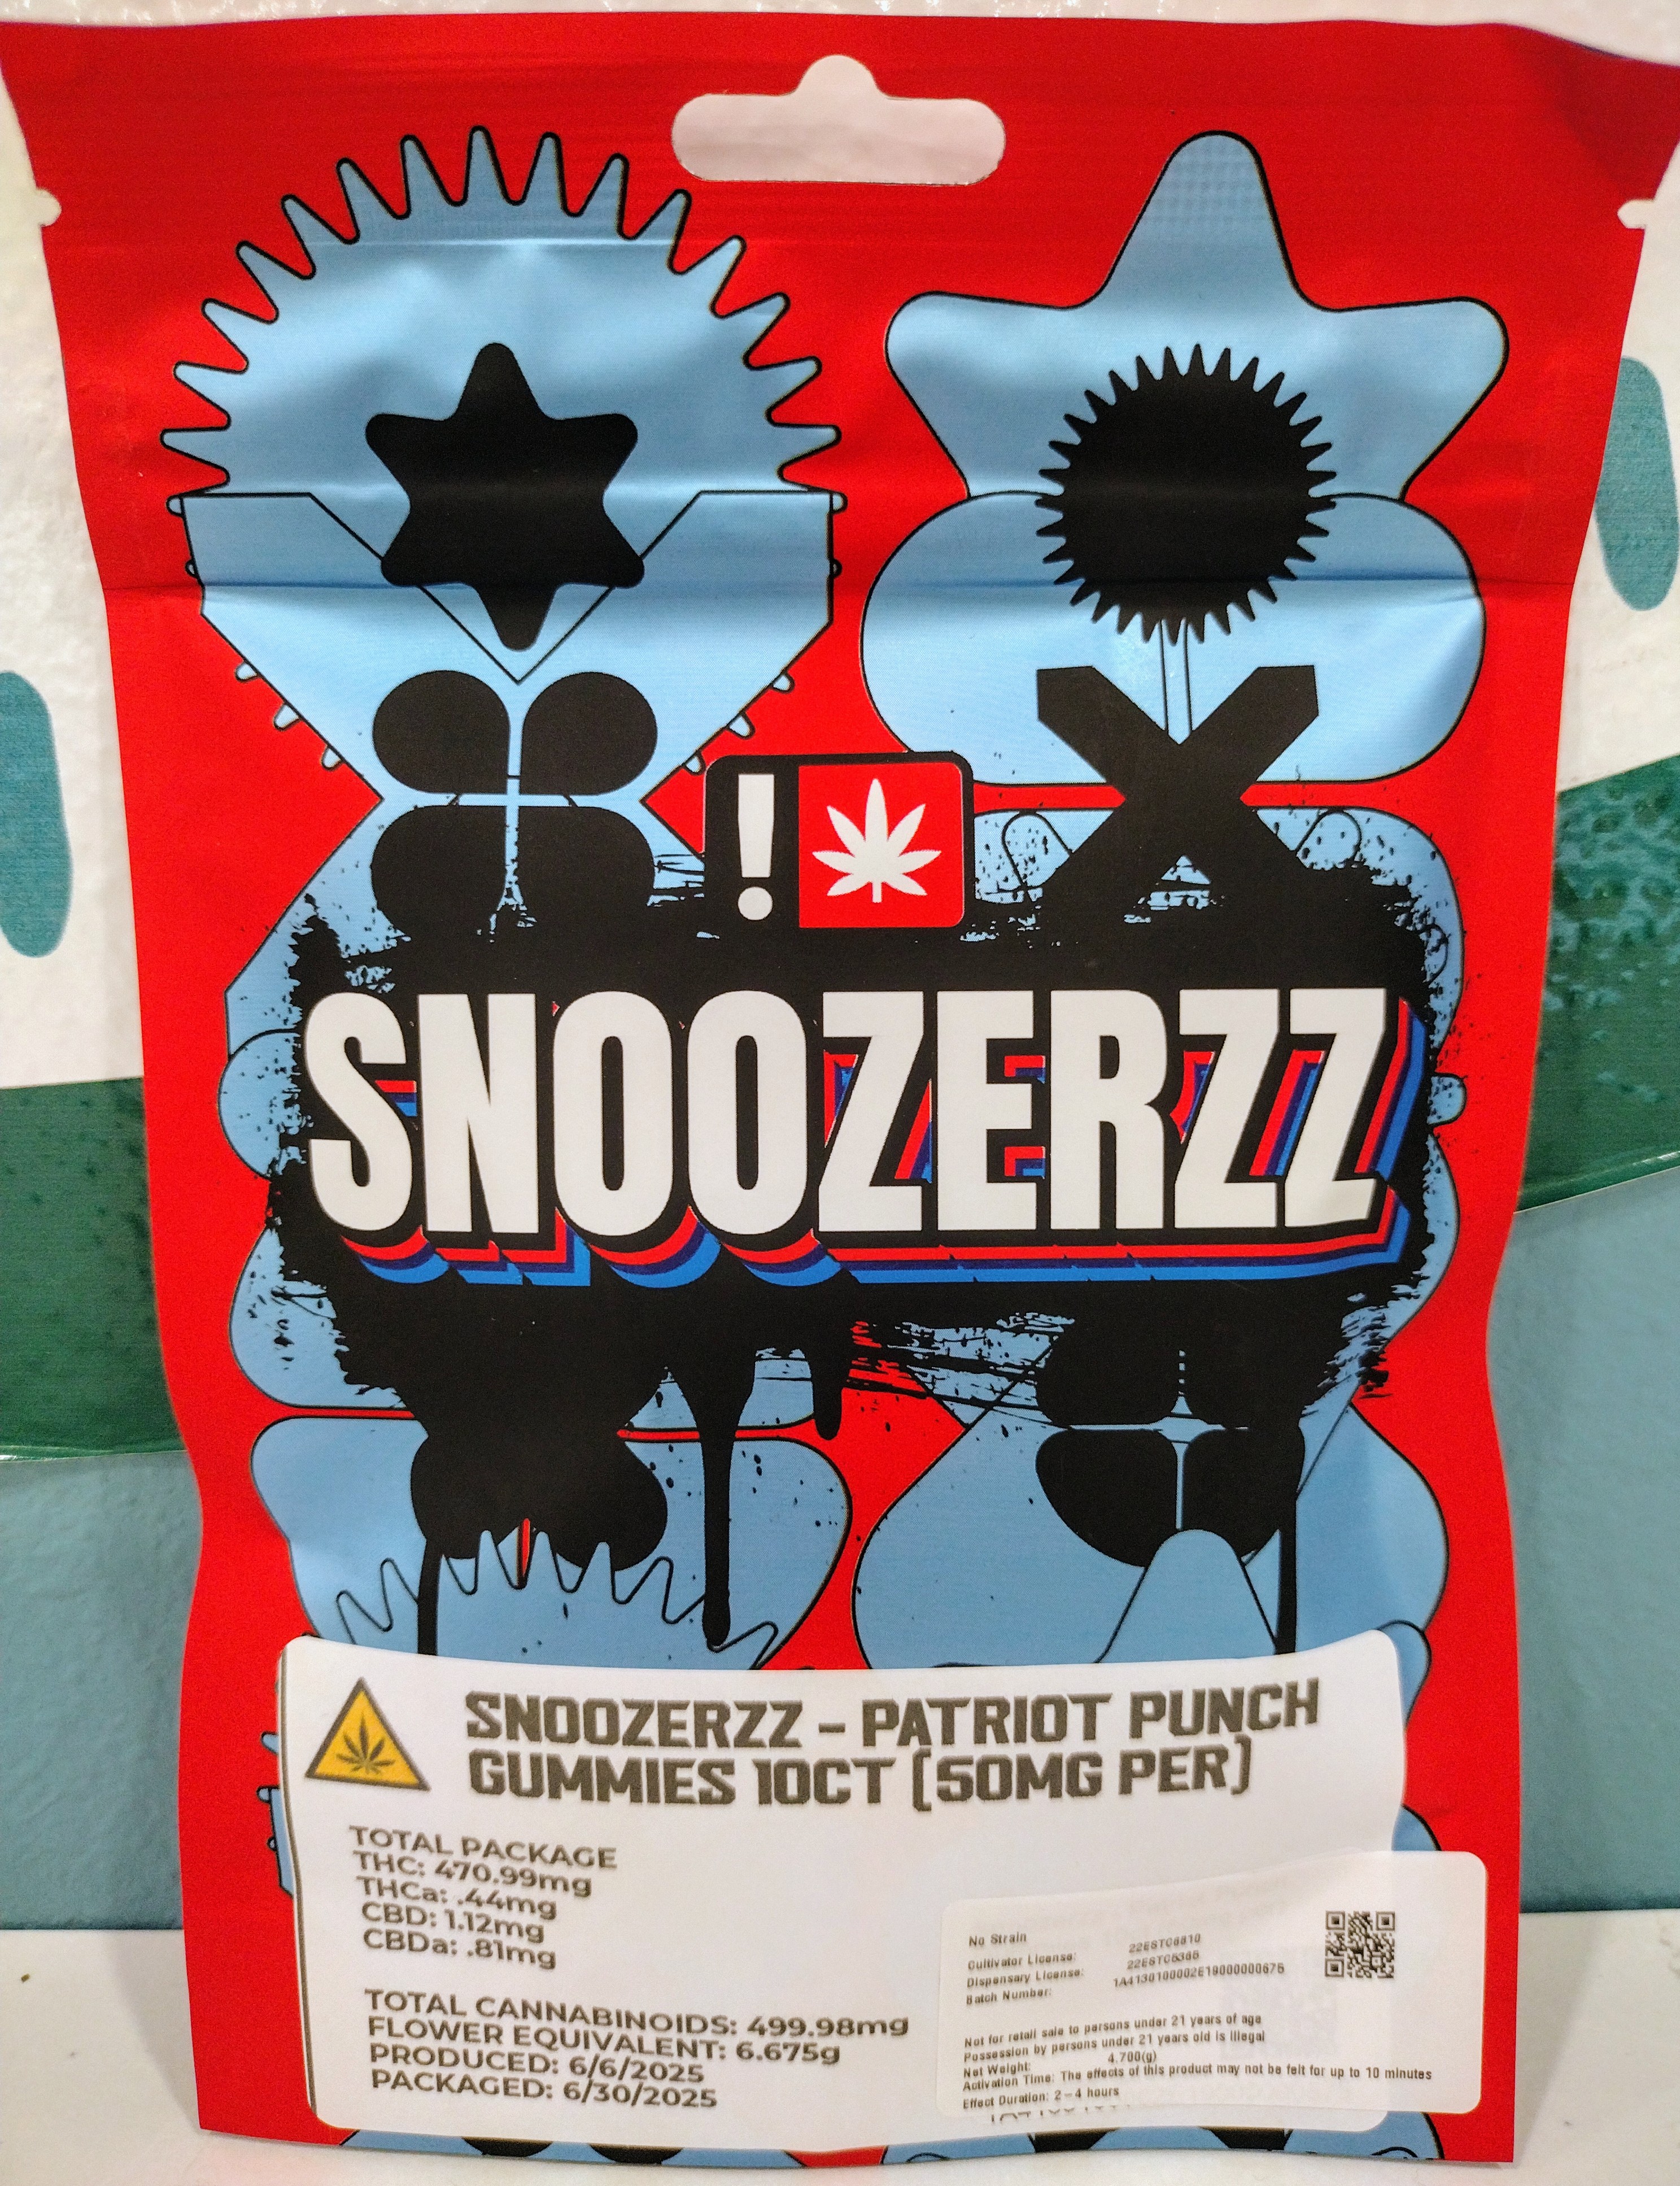 !
SNOOZERZZ
SNOOZERZZ - PATRIOT PUNCH
GUMMIES 10CT (50MG PER)
TOTAL PACKAGE
THC: 470.99mg
THCa: .44mg
CBD: 1.12mg
CBDa: .81mg
TOTAL CANNABINOIDS: 499.98mg
FLOWER EQUIVALENT: 6.675g
PRODUCED: 6/6/2025
PACKAGED: 6/30/2025
No Strain
Cultivator License: 22ESTC6810
Dispensary License: 22ESTC5365
Batch Number: 1A4130100002E19000000675
Not for retail sale to persons under 21 years of age
Possession by persons under 21 years old is illegal
Net Weight: 4.700(g)
Activation Time: The effects of this product may not be felt for up to 10 minutes
Effect Duration: 2-4 hours